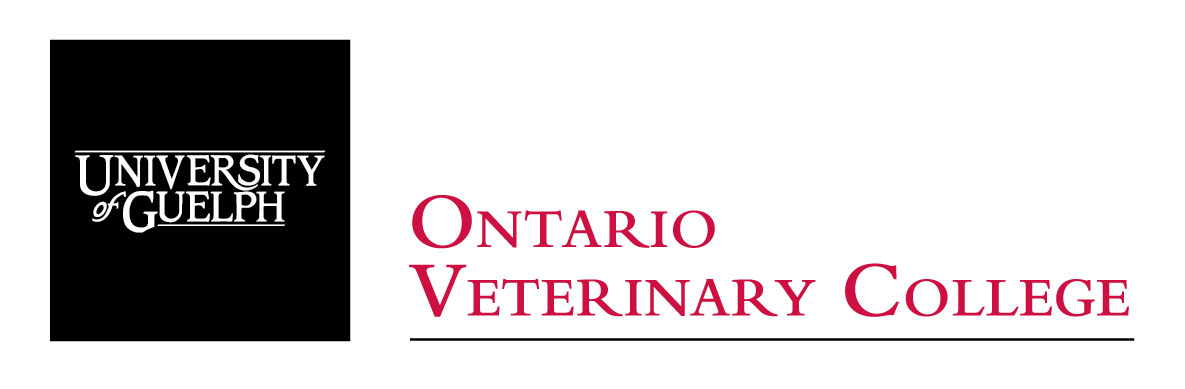 UNIVERSITY
of GUELPH
ONTARIO
VETERINARY COLLEGE